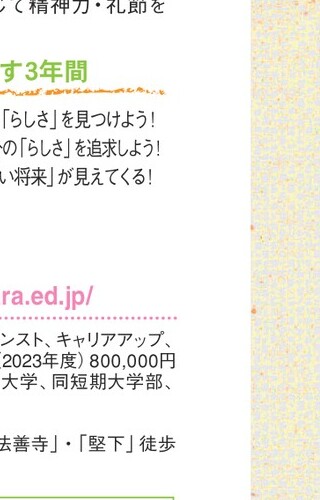 て精神力・礼節を
す3年間
「らしさ」を見つけよう!
の「らしさ」を追求しよう!
い将来」が見えてくる!
ra.ed.jp/
ンスト、キャリアアップ、
(2023年度) 800,000円
大学、同短期大学部、
法善寺」・「堅下」徒歩